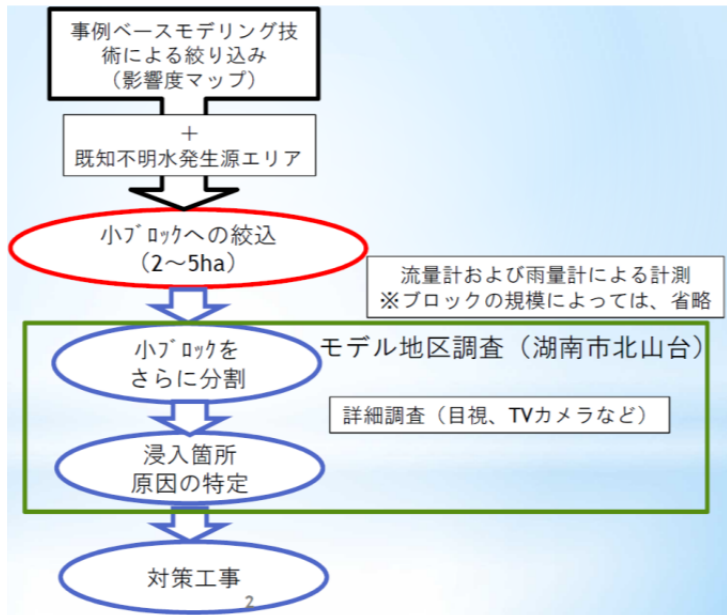 事例ベースモデリング技
術による絞り込み
（影響度マップ）
＋
既知不明水発生源エリア
小ﾌﾞﾛｯｸへの絞込
（2～5ha）
流量計および雨量計による計測
※ブロックの規模によっては、省略
モデル地区調査（湖南市北山台）
小ﾌﾞﾛｯｸを
さらに分割
詳細調査（目視、TVカメラなど）
浸入箇所
原因の特定
対策工事
2